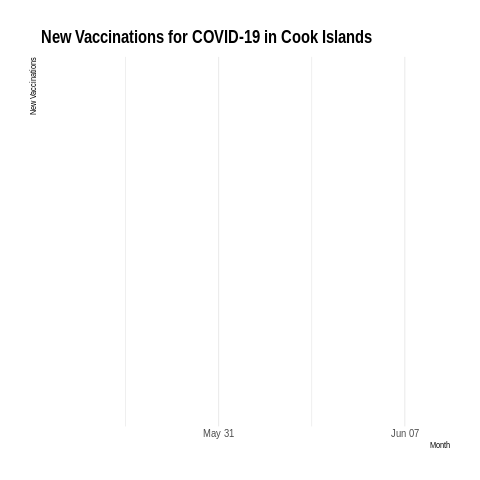 New Vaccinations for COVID-19 in Cook Islands
New Vaccinations
May 31
Jun 07
Month